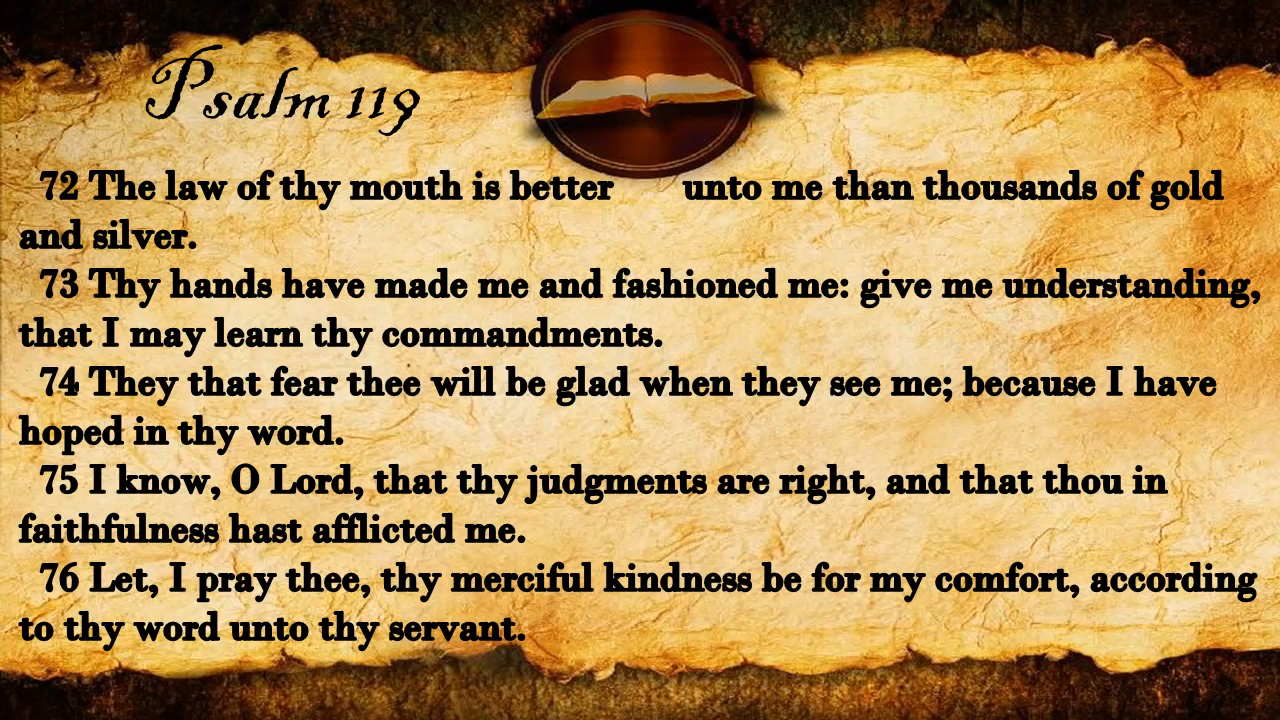 Psalm 119
72 The law of thy mouth is better unto me than thousands of gold
and silver.
73 Thy hands have made me and fashioned me: give me understanding,
that I may learn thy commandments.
74 They that fear thee will be glad when they see me; because I have
hoped in thy word.
75 I know, O Lord, that thy judgments are right, and that thou in
faithfulness hast afflicted me.
76 Let, I pray thee, thy merciful kindness be for my comfort, according
to thy word unto thy servant.